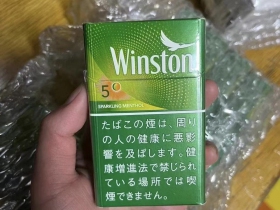 Winston
5
SPARKLING MENTHOL
たばこの煙は、周り
の人の健康に悪影
響を及ぼします。健
康増進法で禁じられ
ている場所では喫
煙できません。